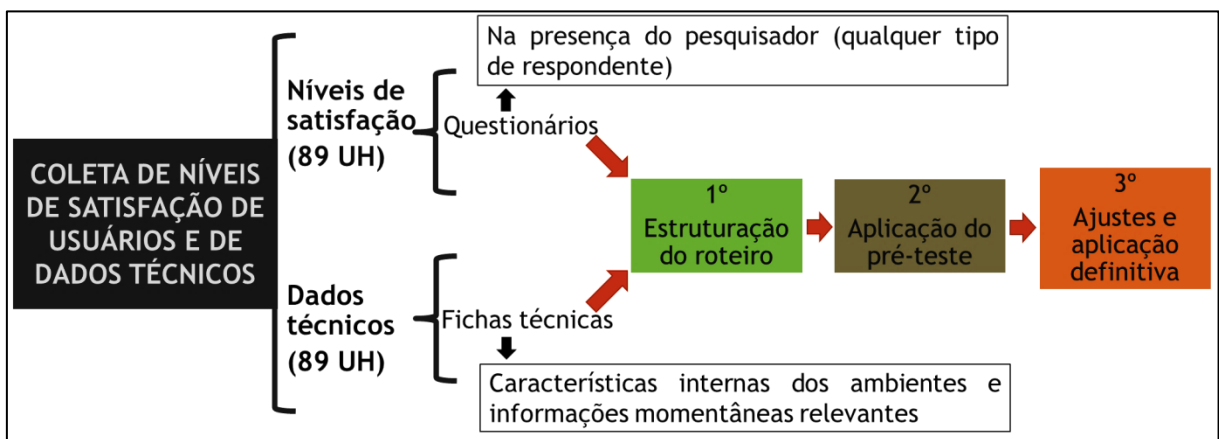 COLETA DE NÍVEIS
DE SATISFAÇÃO DE
USUÁRIOS E DE
DADOS TÉCNICOS
Níveis de
satisfação
(89 UH)
Na presença do pesquisador (qualquer tipo
de respondente)
Questionários
Dados
técnicos
(89 UH)
Fichas técnicas
Características internas dos ambientes e
informações momentâneas relevantes
1º
Estruturação
do roteiro
2º
Aplicação do
pré-teste
3º
Ajustes e
aplicação
definitiva